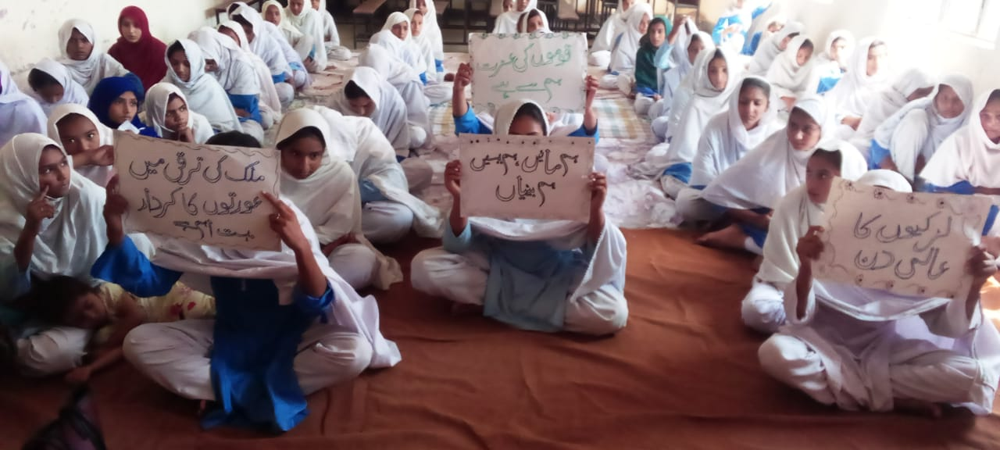 قوموں کی عزت
ہم سے ہے
لڑکیوں کا
عالمی دن
ہم مائیں ہم بہنیں
ہم بیٹیاں
ملک کی ترقی میں
عورتوں کا کردار
بہت اہم ہے